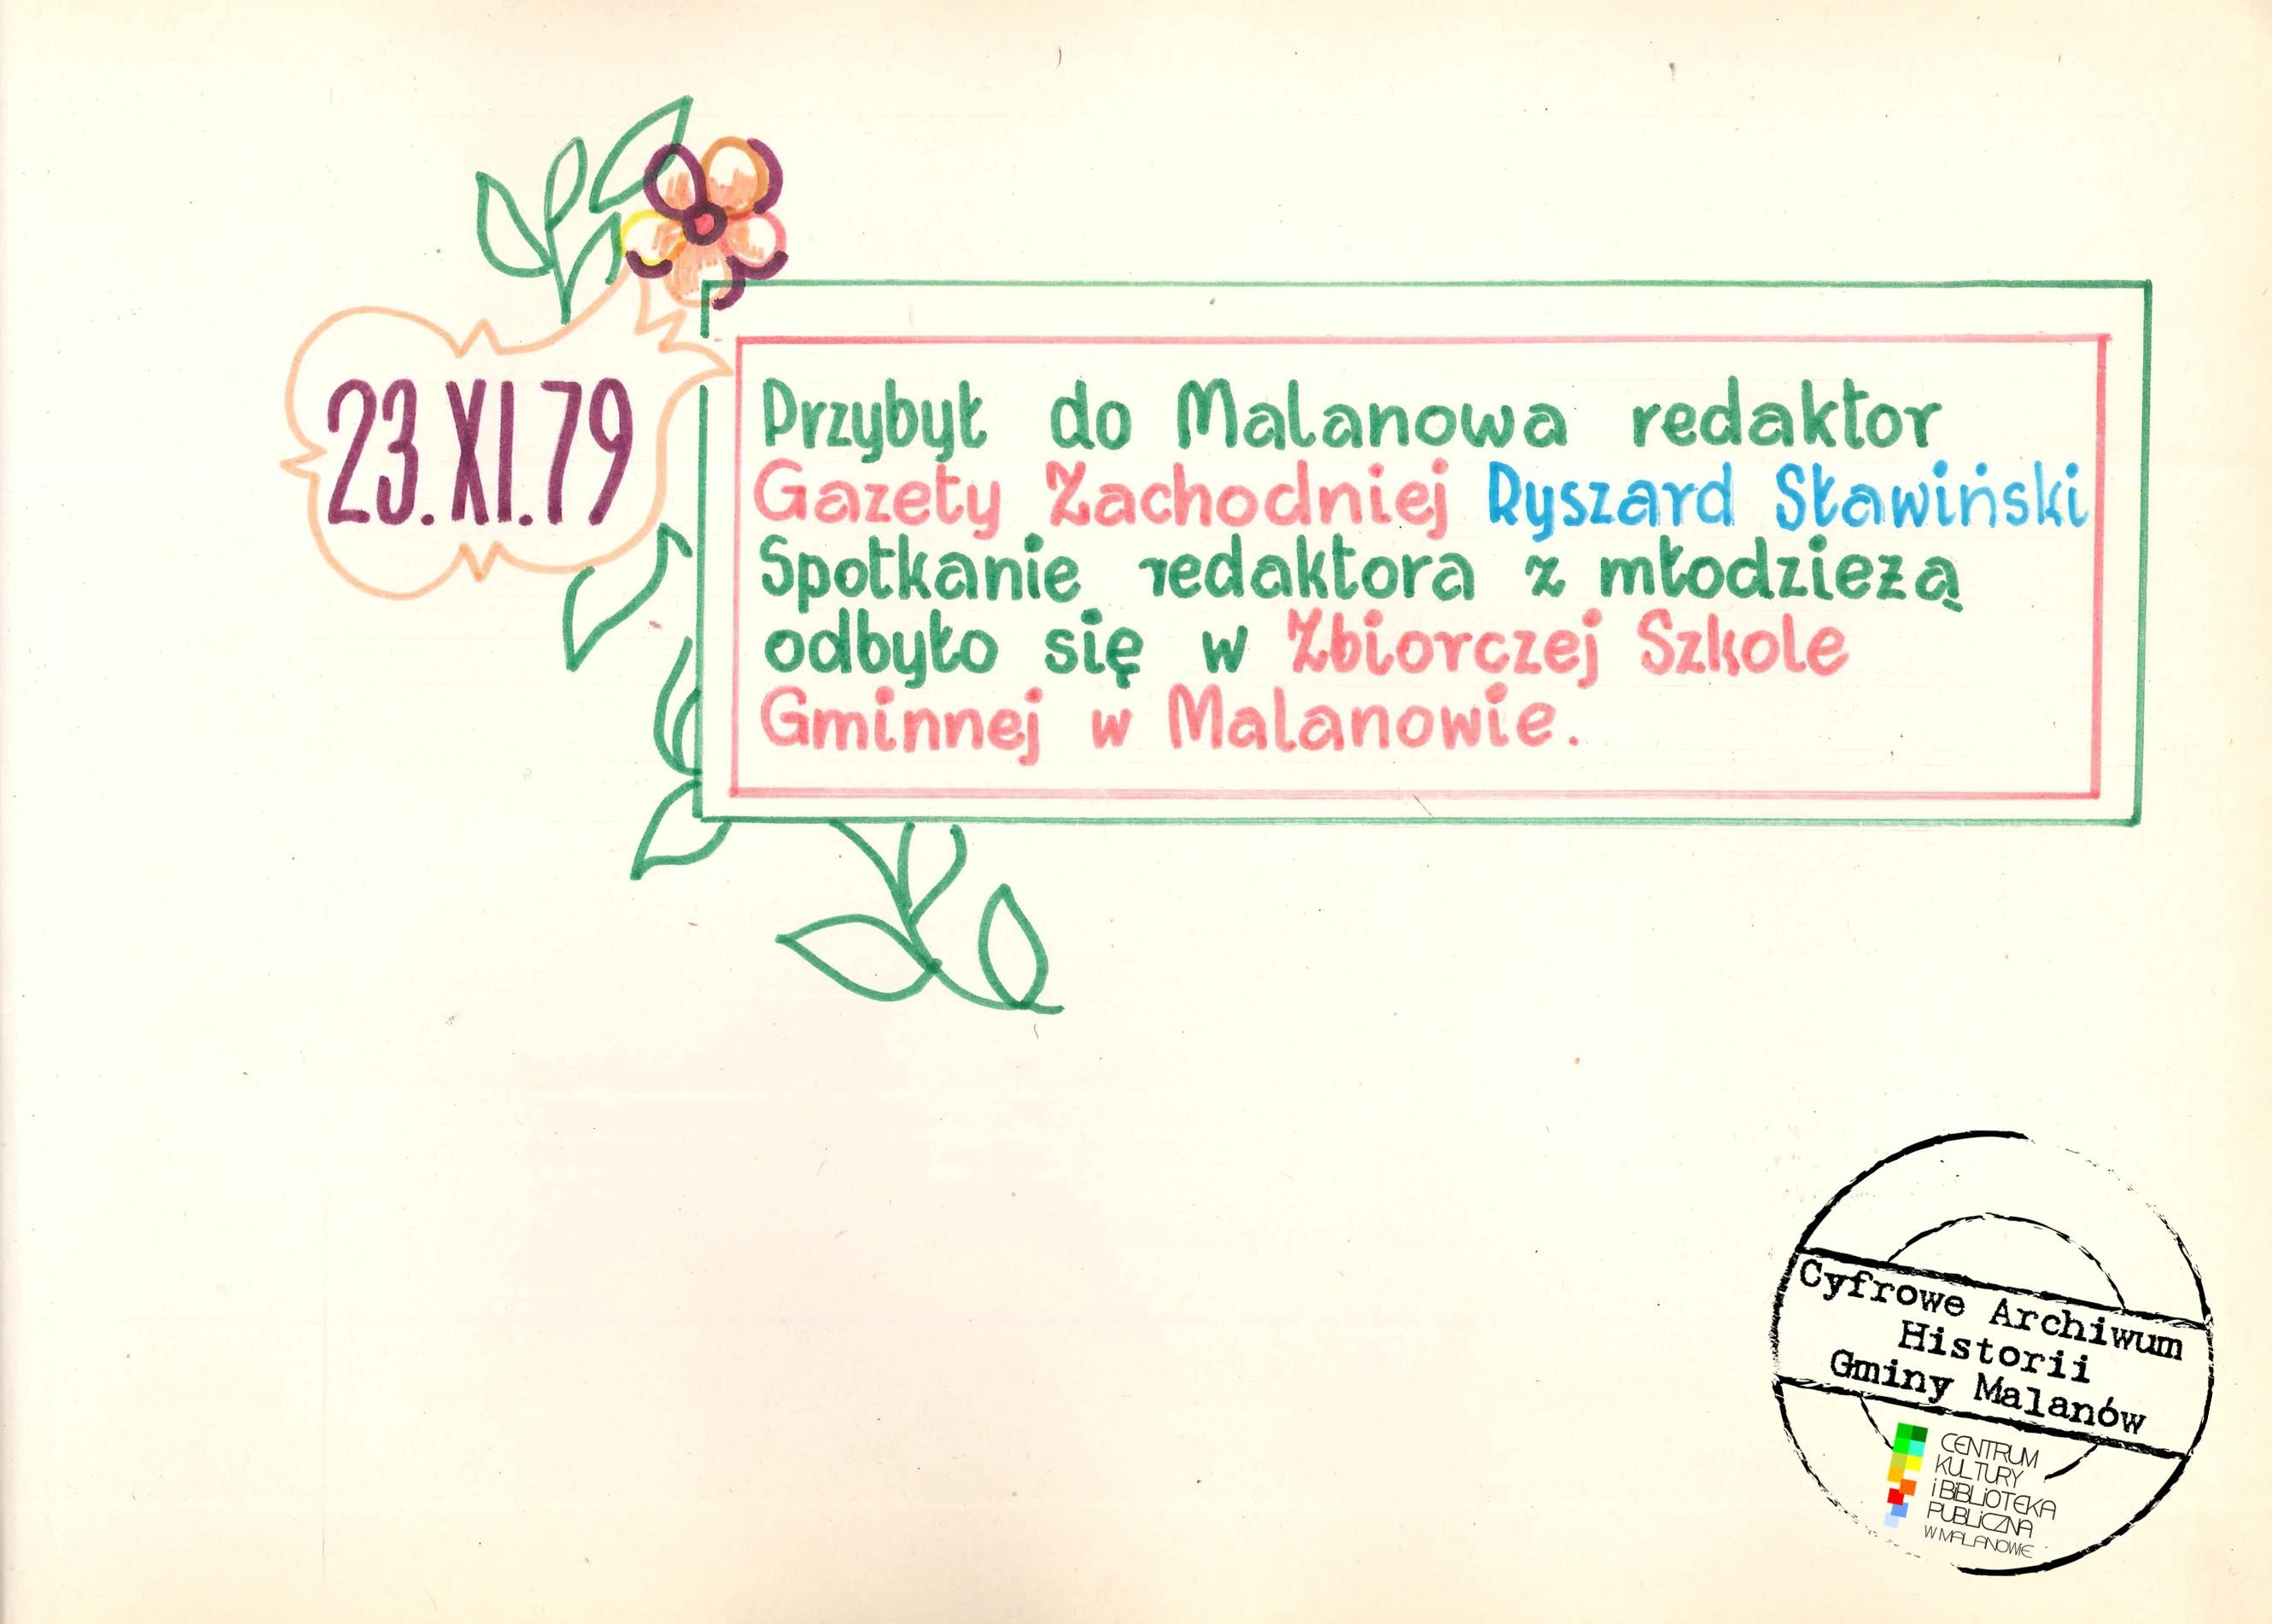 23.XI.79
Przybył do Malanowa redaktor
Gazety Zachodniej Ryszard Sławiński
Spotkanie redaktora z młodzieżą
odbyło się w Zbiorczej Szkole
Gminnej w Malanowie.
Cyfrowe Archiwum
Historii
Gminy Malanów
CENTRUM
KULTURY
i BiBLiOTEKA
PUBLiCZNA
W MALANOWIE